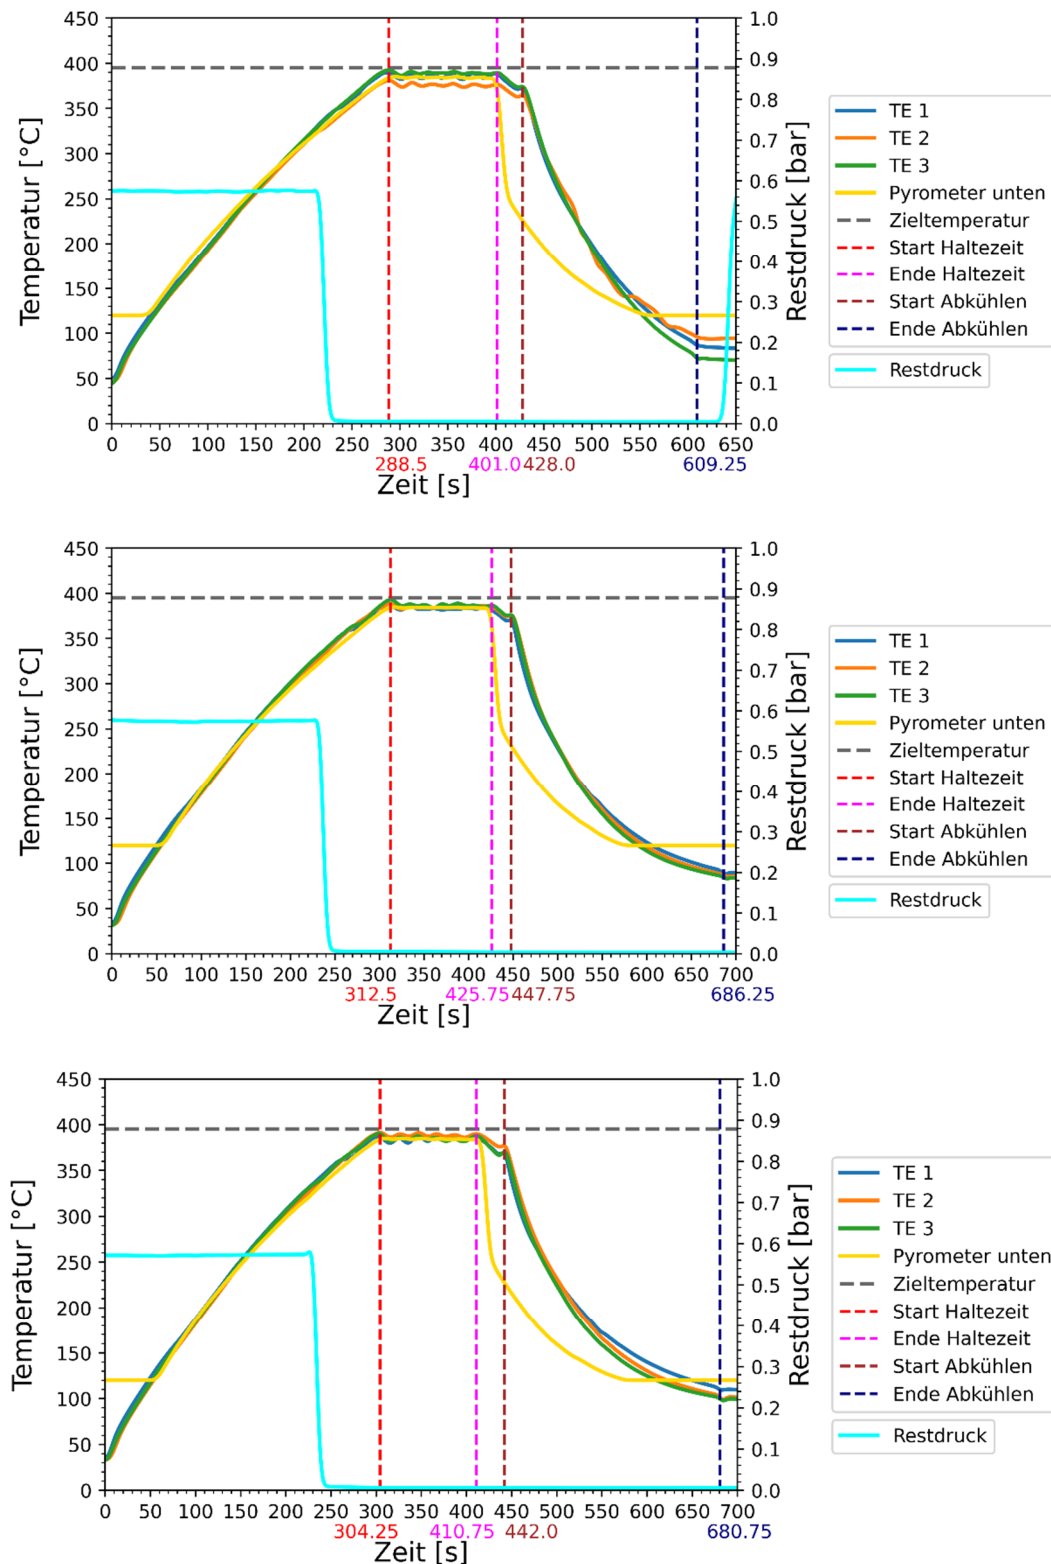 450
400
350
300
250
200
150
100
50
0
Temperatur [°C]
0 50 100 150 200 250 300 350 400 450 500 550 600 650
288.5 401.0 428.0 609.25
Zeit [s]
1.0
0.9
0.8
0.7
0.6
0.5
0.4
0.3
0.2
0.1
0.0
Restdruck [bar]
TE 1
TE 2
TE 3
Pyrometer unten
Zieltemperatur
Start Haltezeit
Ende Haltezeit
Start Abkühlen
Ende Abkühlen
Restdruck
450
400
350
300
250
200
150
100
50
0
Temperatur [°C]
0 50 100 150 200 250 300 350 400 450 500 550 600 650 700
312.5 425.75 447.75 686.25
Zeit [s]
1.0
0.9
0.8
0.7
0.6
0.5
0.4
0.3
0.2
0.1
0.0
Restdruck [bar]
TE 1
TE 2
TE 3
Pyrometer unten
Zieltemperatur
Start Haltezeit
Ende Haltezeit
Start Abkühlen
Ende Abkühlen
Restdruck
450
400
350
300
250
200
150
100
50
0
Temperatur [°C]
0 50 100 150 200 250 300 350 400 450 500 550 600 650 700
304.25 410.75 442.0 680.75
Zeit [s]
1.0
0.9
0.8
0.7
0.6
0.5
0.4
0.3
0.2
0.1
0.0
Restdruck [bar]
TE 1
TE 2
TE 3
Pyrometer unten
Zieltemperatur
Start Haltezeit
Ende Haltezeit
Start Abkühlen
Ende Abkühlen
Restdruck